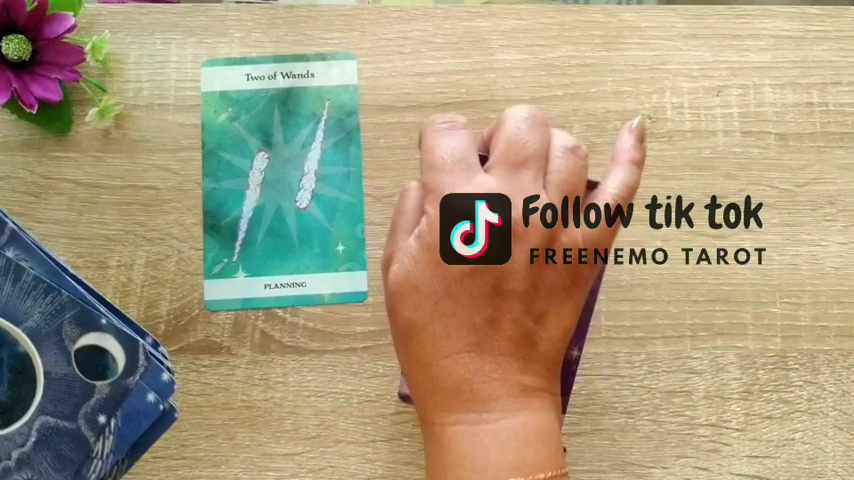 Two of Wands
PLANNING
Follow tik tok
FREENEMO TAROT